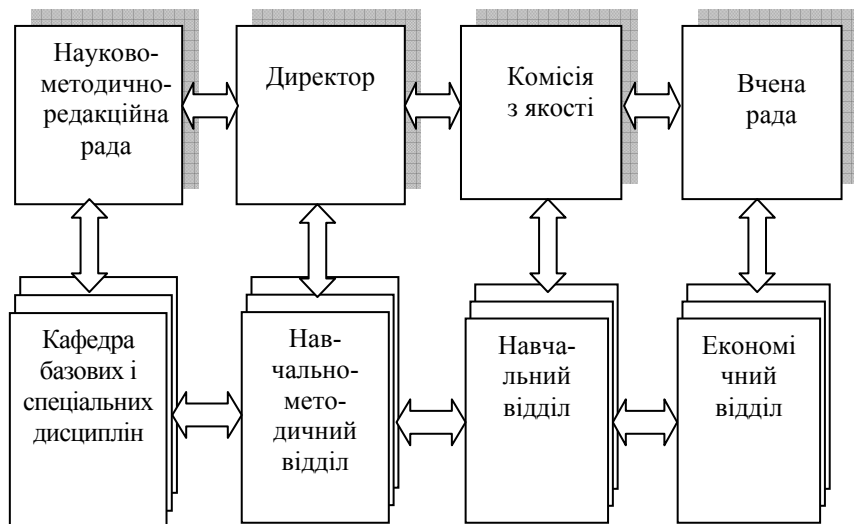 Науково-
методично-
редакційна
рада
Директор
Комісія
з якості
Вчена
рада
Кафедра
базових і
спеціальних
дисциплін
Нав-
чально-
мето-
дичний
відділ
Навча-
льний
відділ
Економі
чний
відділ